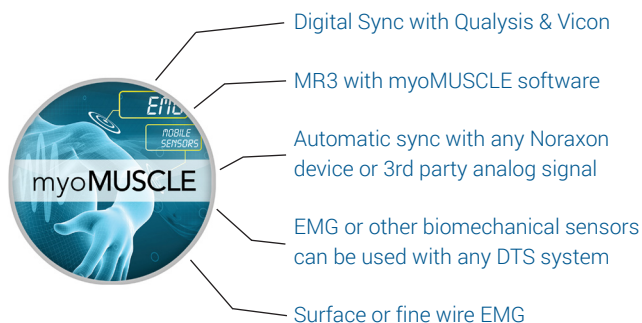 Digital Sync with Qualysis & Vicon
MR3 with myoMUSCLE software
Automatic sync with any Noraxon
device or 3rd party analog signal
EMG or other biomechanical sensors
can be used with any DTS system
Surface or fine wire EMG
EMG
MOBILE
SENSORS
myoMUSCLE